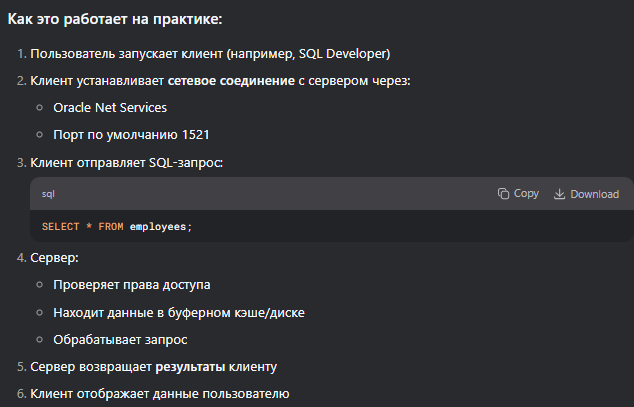 Как это работает на практике:
1. Пользователь запускает клиент (например, SQL Developer)
2. Клиент устанавливает сетевое соединение с сервером через:
Oracle Net Services
Порт по умолчанию 1521
3. Клиент отправляет SQL-запрос:
sql Copy Download
SELECT * FROM employees;
4. Сервер:
Проверяет права доступа
Находит данные в буферном кэше/диске
Обрабатывает запрос
5. Сервер возвращает результаты клиенту
6. Клиент отображает данные пользователю